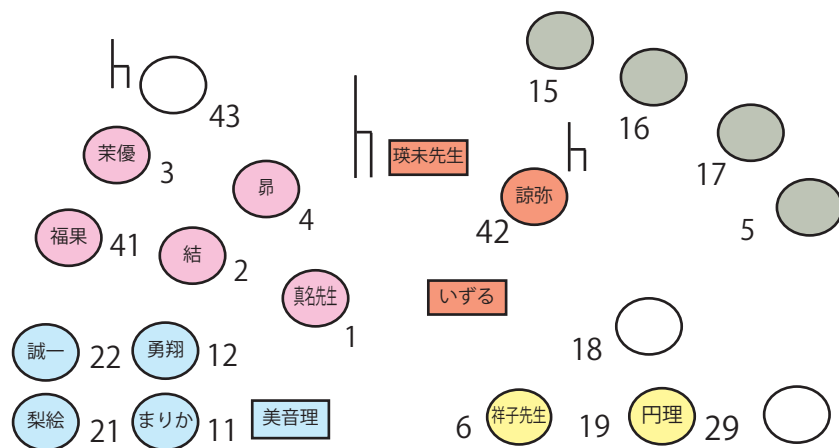 15
43
16
瑛未先生
茉優
3
17
昴
4
諒弥
42
5
福果
41
結
2
真名先生
1
いずる
18
誠一
22
勇翔
12
梨絵
21
まりか
11
美音理
6
祥子先生
19
円理
29